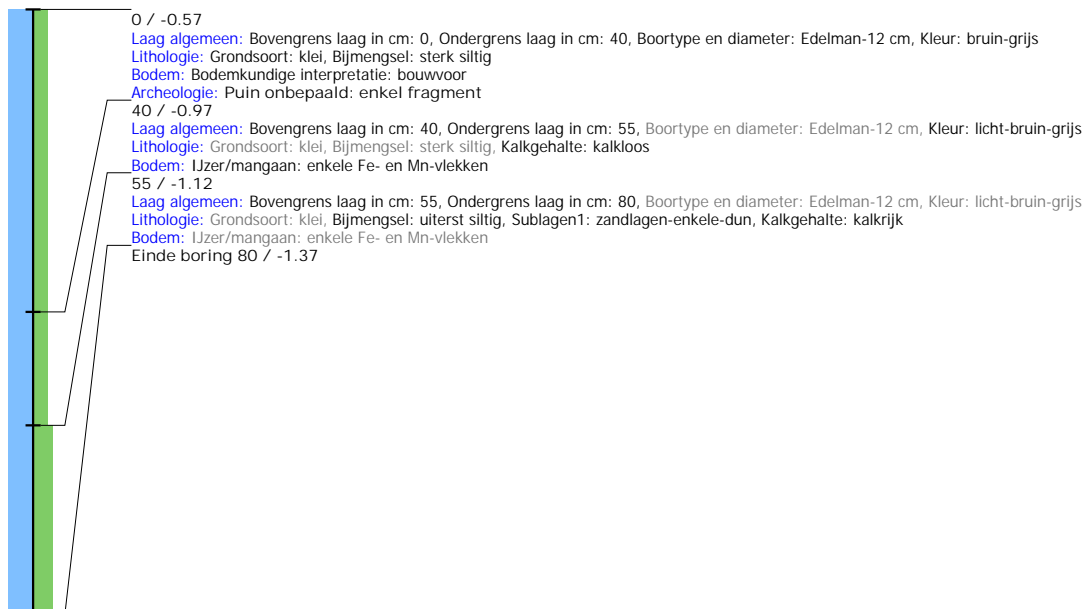 0 / -0.57
Laag algemeen: Bovengrens laag in cm: 0, Ondergrens laag in cm: 40, Boortype en diameter: Edelman-12 cm, Kleur: bruin-grijs
Lithologie: Grondsoort: klei, Bijmengsel: sterk siltig
Bodem: Bodemkundige interpretatie: bouwvoor
Archeologie: Puin onbepaald: enkel fragment
40 / -0.97
Laag algemeen: Bovengrens laag in cm: 40, Ondergrens laag in cm: 55, Boortype en diameter: Edelman-12 cm, Kleur: licht-bruin-grijs
Lithologie: Grondsoort: klei, Bijmengsel: sterk siltig, Kalkgehalte: kalkloos
Bodem: IJzer/mangaan: enkele Fe- en Mn-vlekken
55 / -1.12
Laag algemeen: Bovengrens laag in cm: 55, Ondergrens laag in cm: 80, Boortype en diameter: Edelman-12 cm, Kleur: licht-bruin-grijs
Lithologie: Grondsoort: klei, Bijmengsel: uiterst siltig, Sublagen1: zandlagen-enkele-dun, Kalkgehalte: kalkrijk
Bodem: IJzer/mangaan: enkele Fe- en Mn-vlekken
Einde boring 80 / -1.37